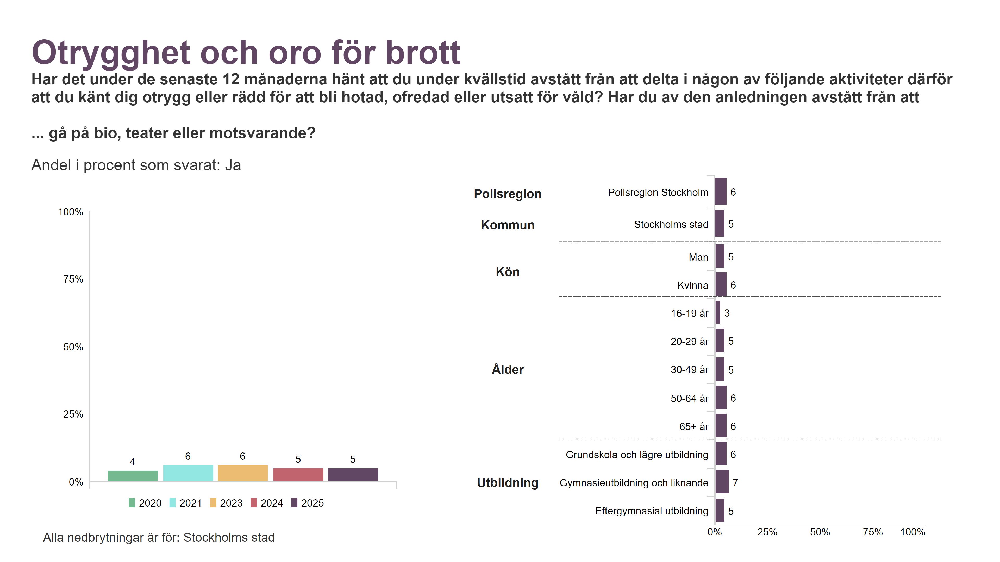 Otrygghet och oro för brott
Har det under de senaste 12 månaderna hänt att du under kvällstid avstått från att delta i någon av följande aktiviteter därför
att du känt dig otrygg eller rädd för att bli hotad, ofredad eller utsatt för våld? Har du av den anledningen avstått från att
... gå på bio, teater eller motsvarande?
Andel i procent som svarat: Ja
100%
75%
50%
25%
0%
4
6
6
5
5
2020 2021 2023 2024 2025
Alla nedbrytningar är för: Stockholms stad
Polisregion
Polisregion Stockholm 6
Kommun
Stockholms stad 5
Kön
Man 5
Kvinna 6
Ålder
16-19 år 3
20-29 år 5
30-49 år 5
50-64 år 6
65+ år 6
Utbildning
Grundskola och lägre utbildning 6
Gymnasieutbildning och liknande 7
Eftergymnasial utbildning 5
0% 25% 50% 75% 100%